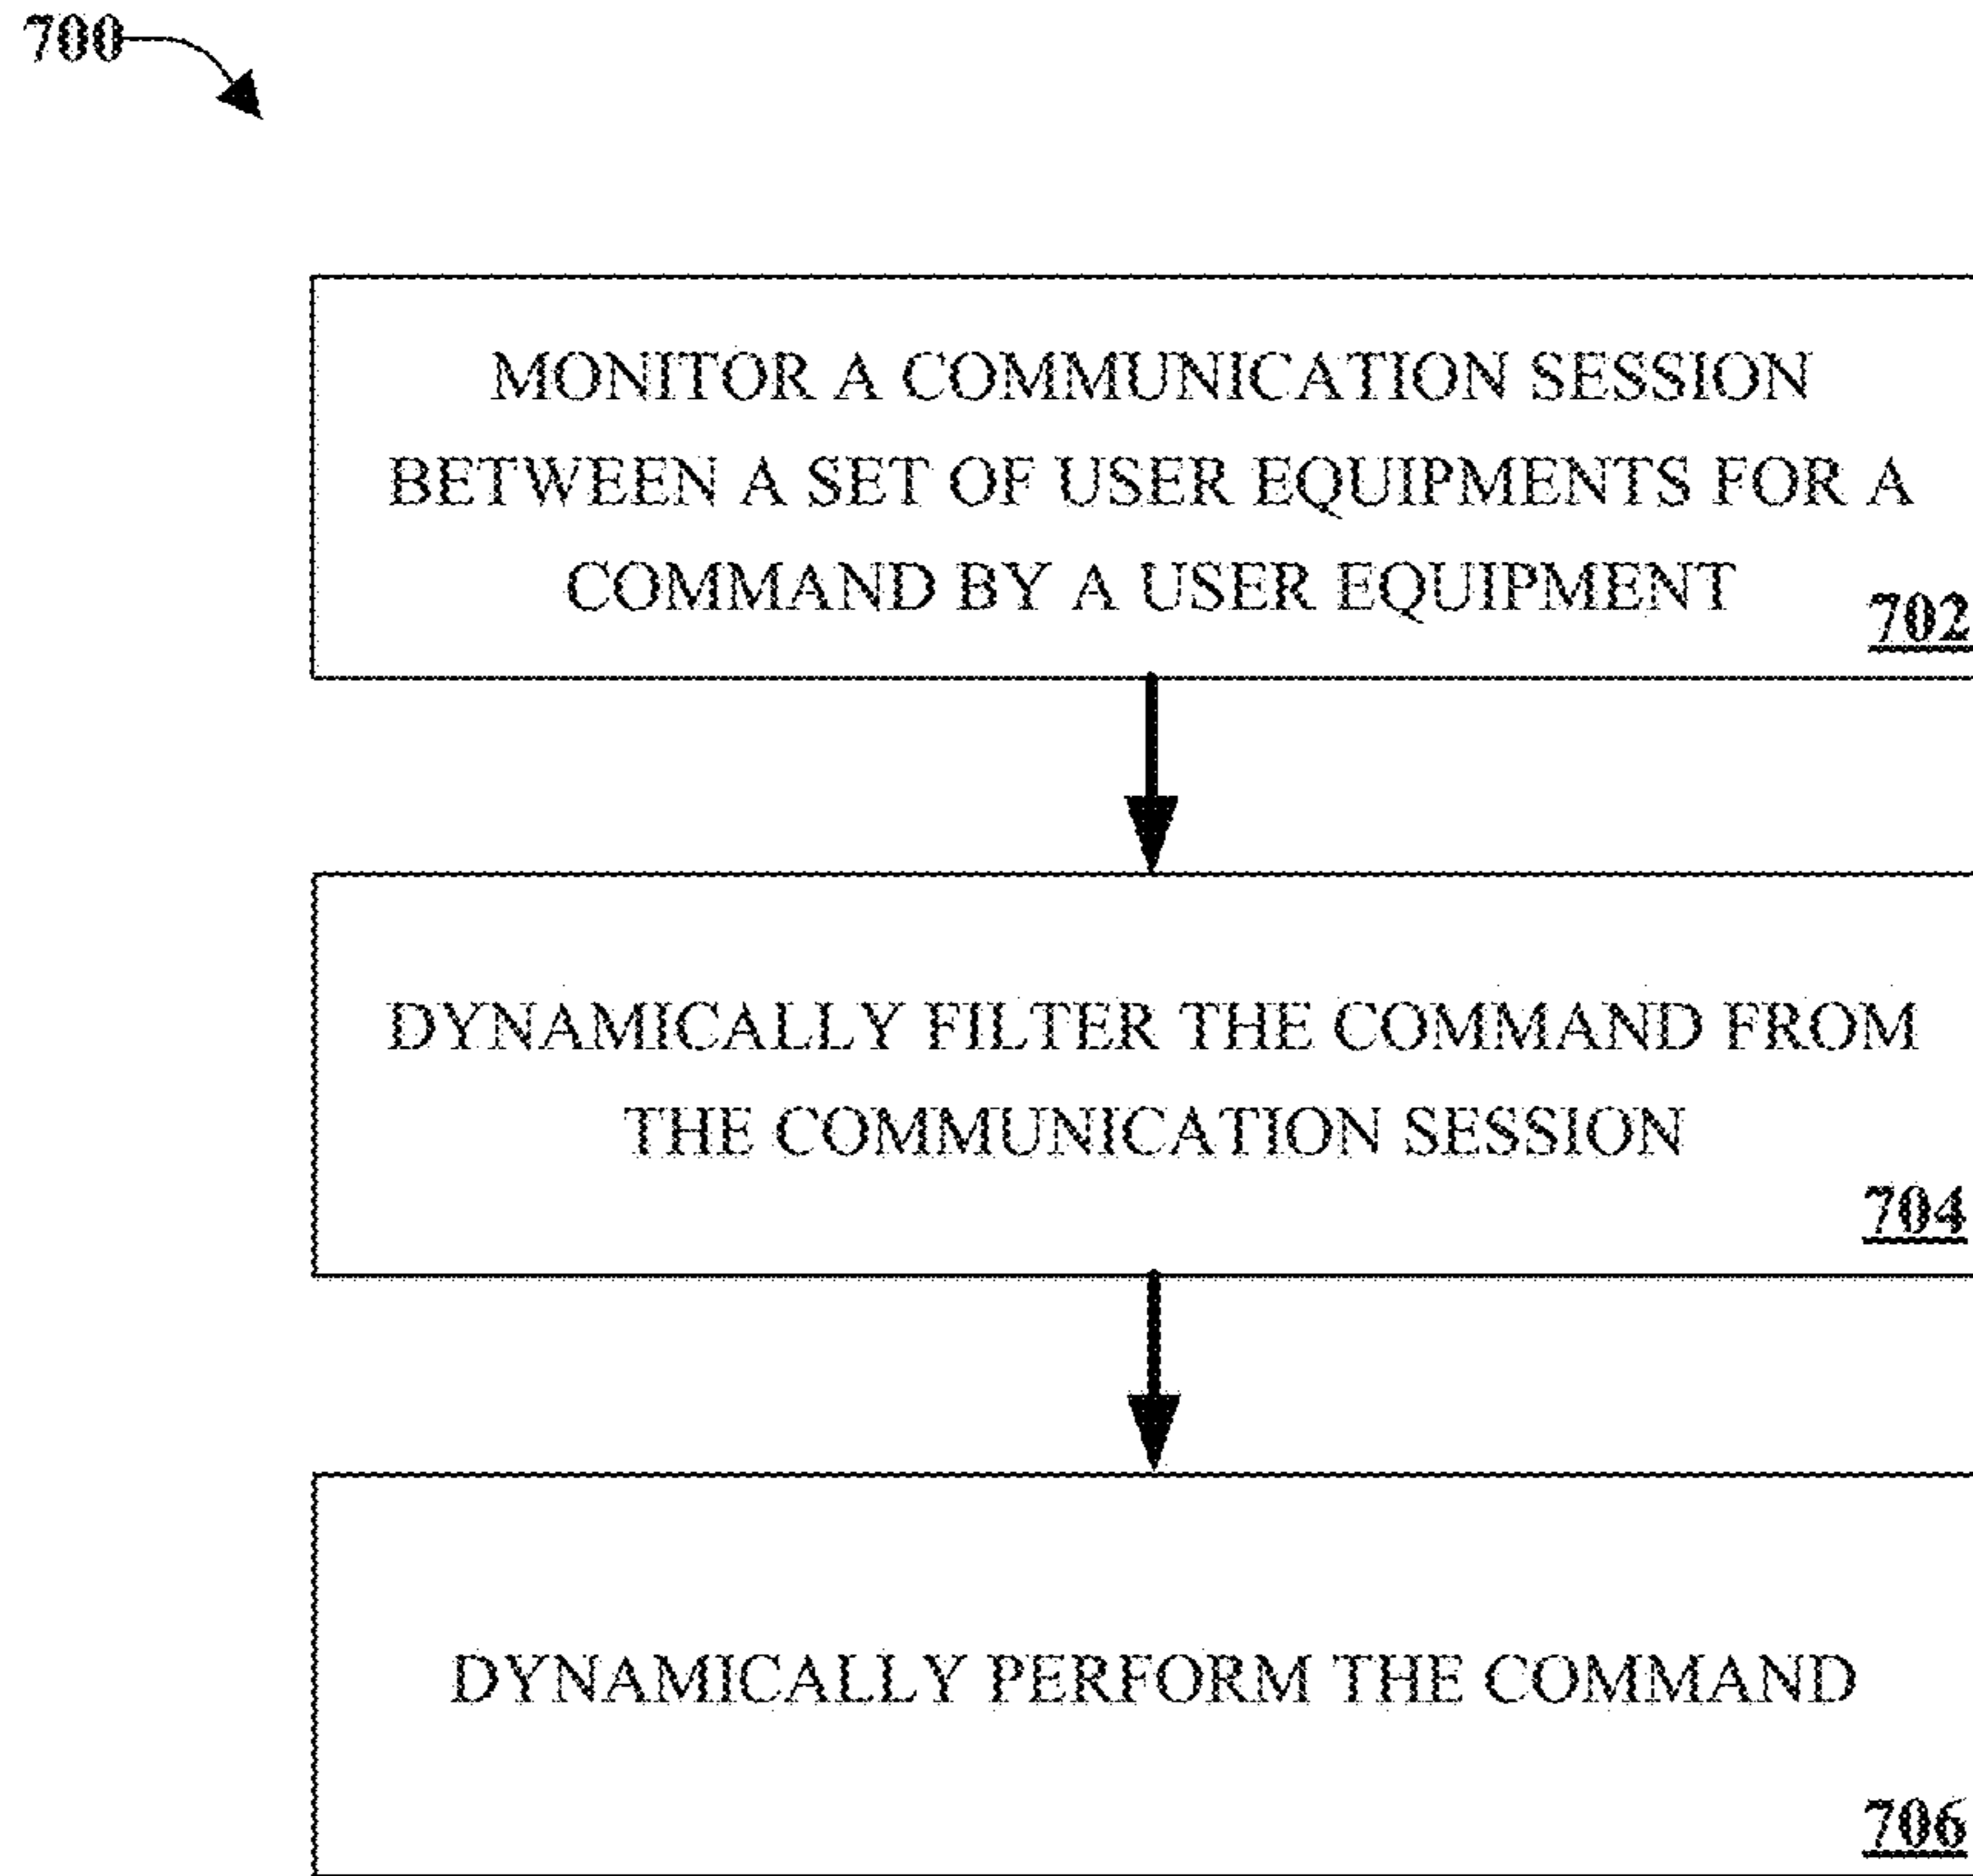 700
MONITOR A COMMUNICATION SESSION
BETWEEN A SET OF USER EQUIPMENTS FOR A
COMMAND BY A USER EQUIPMENT
702
DYNAMICALLY FILTER THE COMMAND FROM
THE COMMUNICATION SESSION
704
DYNAMICALLY PERFORM THE COMMAND
706